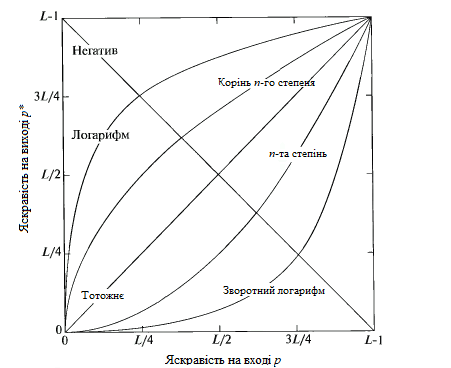 L-1
Негатив
Корінь n-го степеня
3L/4
Логарифм
n-та степінь
L/2
L/4
Тотожнє
Зворотний логарифм
0
0
L/4
L/2
3L/4
L-1
Яскравість на вході p
Яскравість на виході p*